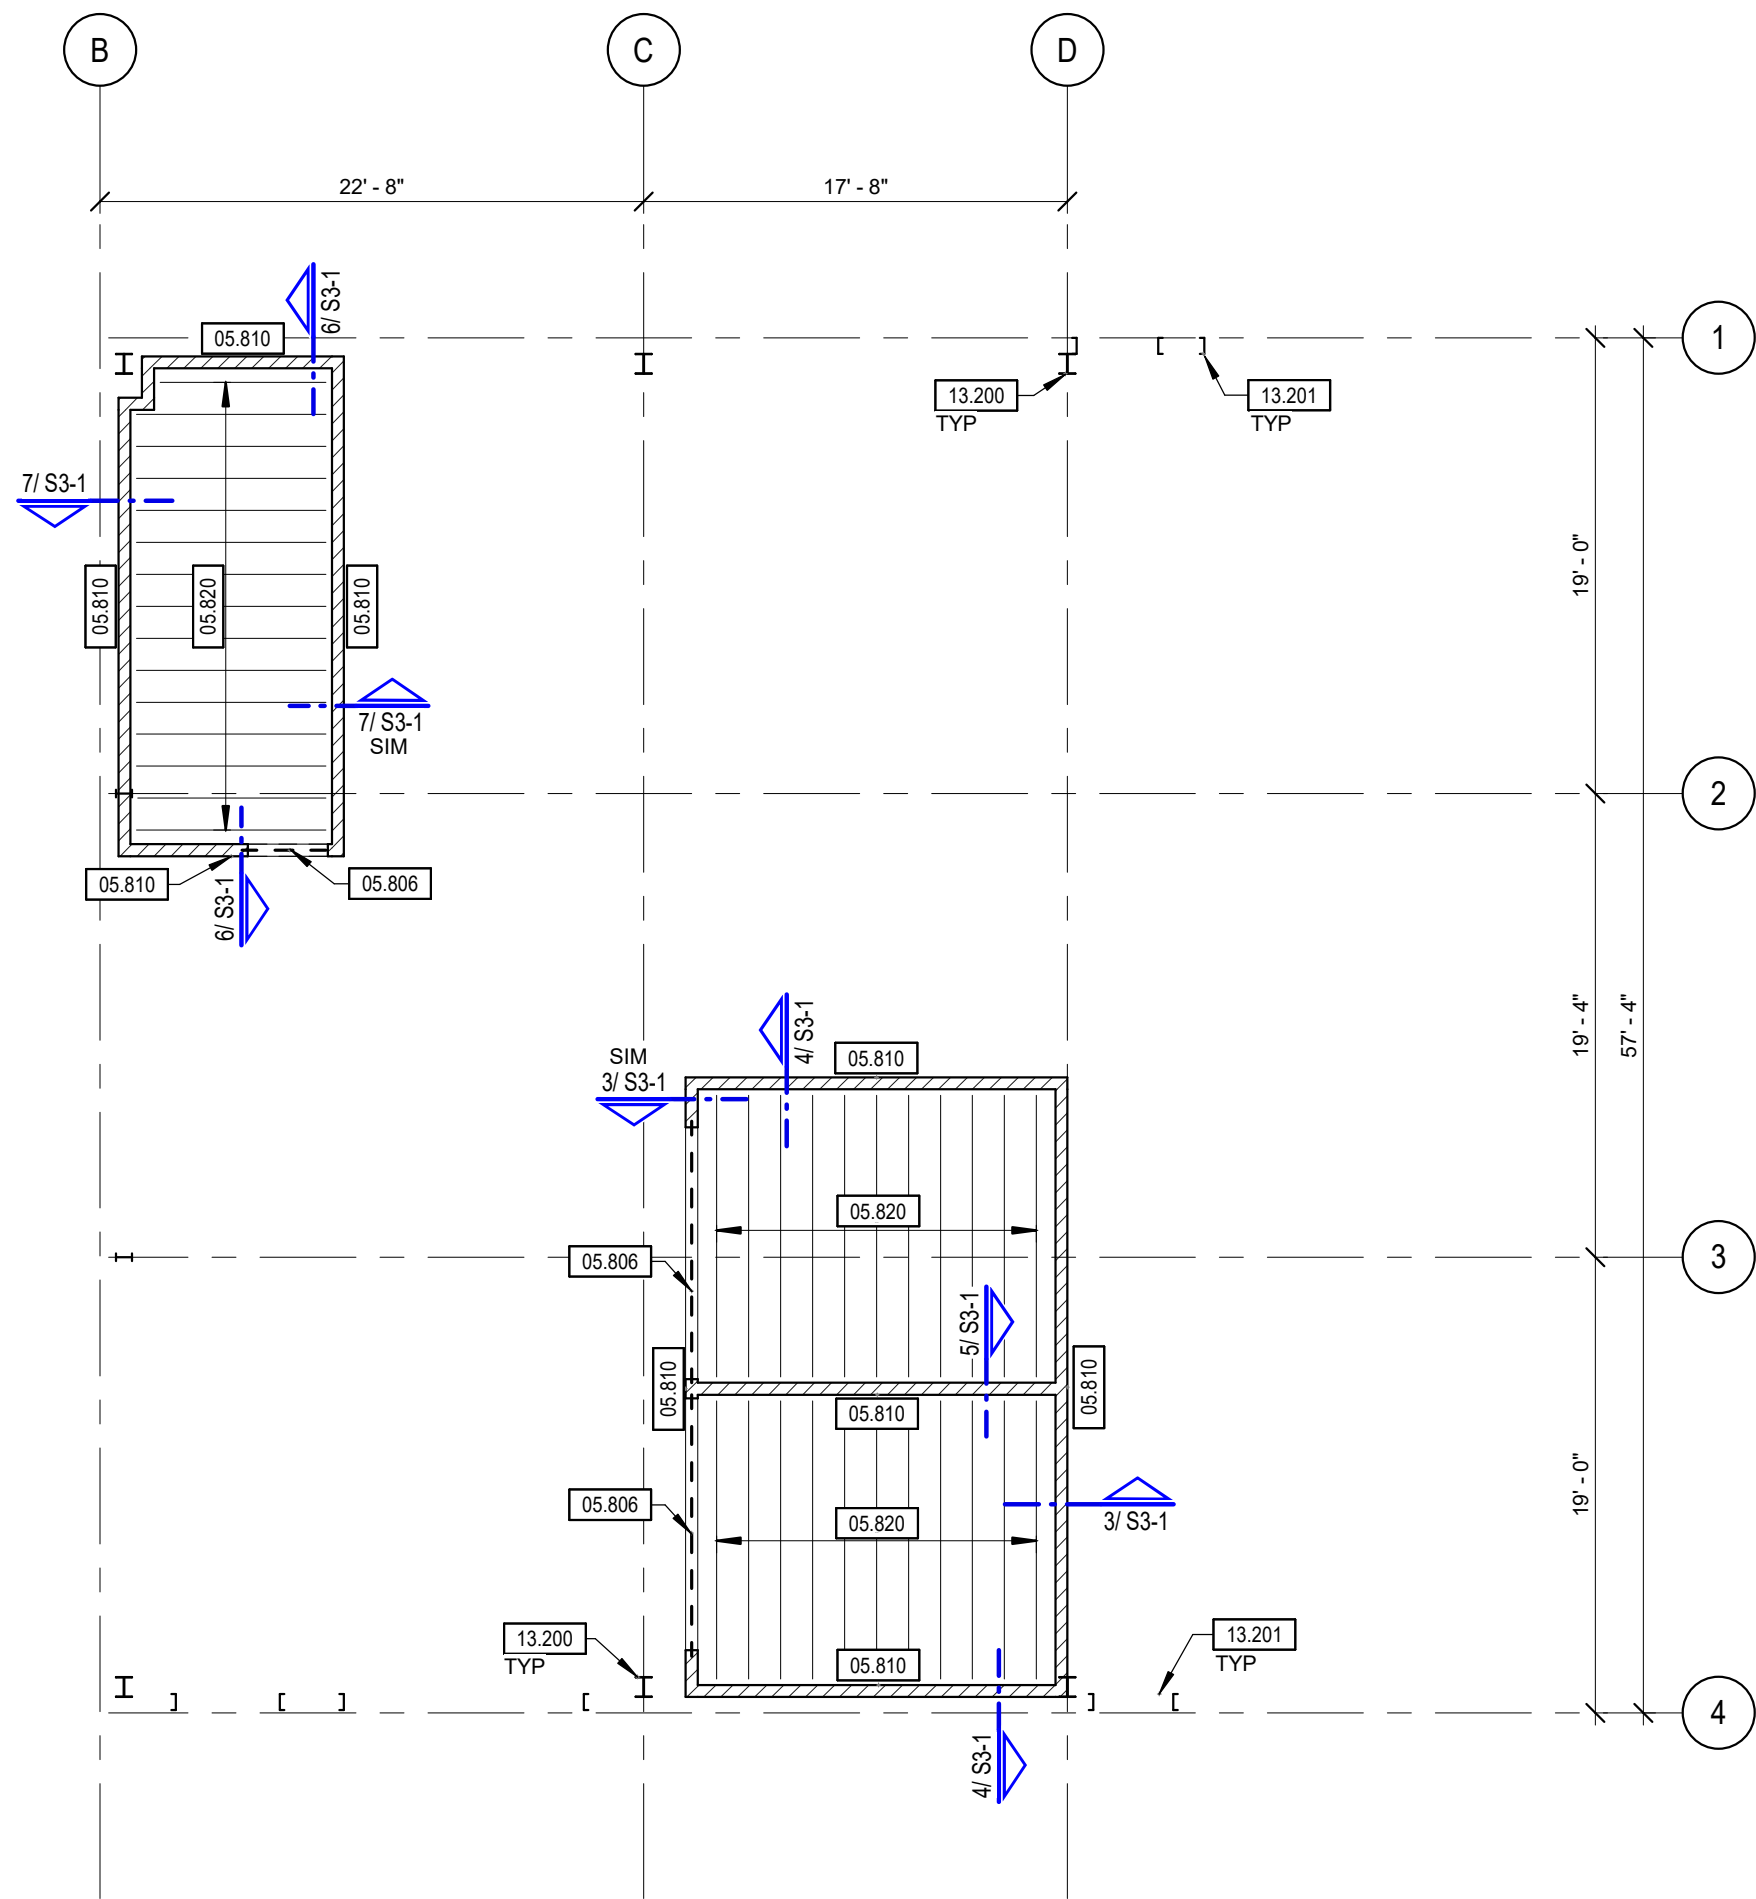 B
C
D
22' - 8"
17' - 8"
6/ S3-1
05.810
1
13.200
TYP
13.201
TYP
7/ S3-1
19' - 0"
05.810
05.820
05.810
7/ S3-1
SIM
2
05.810
05.806
6/ S3-1
19' - 4"
57' - 4"
4/ S3-1
SIM
3/ S3-1
05.810
05.820
05.806
3
5/ S3-1
05.810
05.810
05.810
05.806
05.820
3/ S3-1
19' - 0"
13.200
TYP
05.810
13.201
TYP
4
4/ S3-1